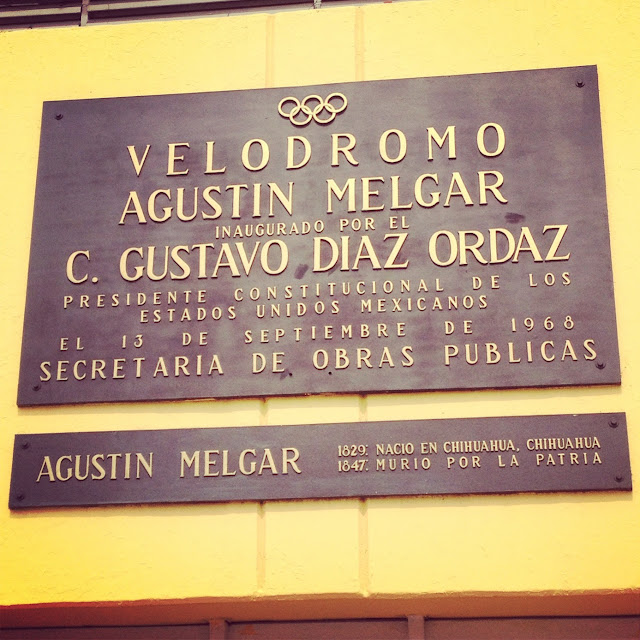 VELODROMO
AGUSTIN MELGAR
INAUGURADO POR EL
C. GUSTAVO DIAZ ORDAZ
PRESIDENTE CONSTITUCIONAL DE LOS
ESTADOS UNIDOS MEXICANOS
EL 13 DE SEPTIEMBRE DE 1968
SECRETARIA DE OBRAS PUBLICAS
AGUSTIN MELGAR
1829: NACIO EN CHIHUAHUA, CHIHUAHUA
1847: MURIO POR LA PATRIA